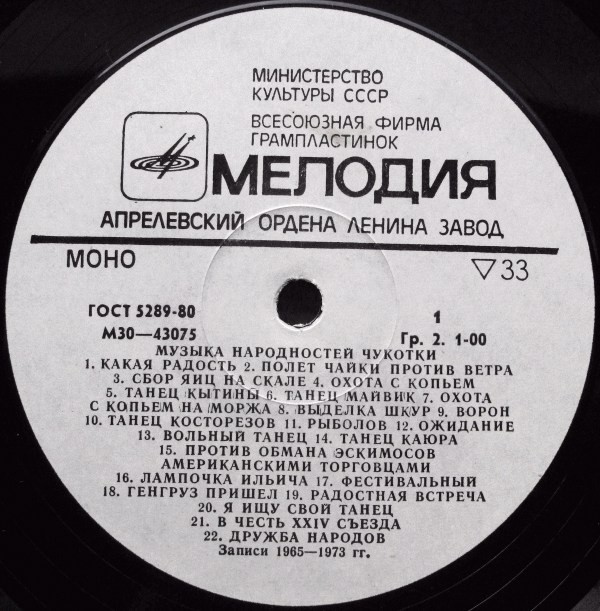 МИНИСТЕРСТВО
КУЛЬТУРЫ СССР
ВСЕСОЮЗНАЯ ФИРМА
ГРАМПЛАСТИНОК
МЕЛОДИЯ
АПРЕЛЕВСКИЙ ОРДЕНА ЛЕНИНА ЗАВОД
МОНО ▽33
ГОСТ 5289-80 1
М30—43075 Гр. 2. 1-00
МУЗЫКА НАРОДНОСТЕЙ ЧУКОТКИ
1. КАКАЯ РАДОСТЬ 2. ПОЛЕТ ЧАЙКИ ПРОТИВ ВЕТРА
3. СБОР ЯИЦ НА СКАЛЕ 4. ОХОТА С КОПЬЕМ
5. ТАНЕЦ КЫТИНЫ 6. ТАНЕЦ МАЙВИК 7. ОХОТА
С КОПЬЕМ НА МОРЖА 8. ВЫДЕЛКА ШКУР 9. ВОРОН
10. ТАНЕЦ КОСТОРЕЗОВ 11. РЫБОЛОВ 12. ОЖИДАНИЕ
13. ВОЛЬНЫЙ ТАНЕЦ 14. ТАНЕЦ КАЮРА
15. ПРОТИВ ОБМАНА ЭСКИМОСОВ
АМЕРИКАНСКИМИ ТОРГОВЦАМИ
16. ЛАМПОЧКА ИЛЬИЧА 17. ФЕСТИВАЛЬНЫЙ
18. ГЕНГРУЗ ПРИШЕЛ 19. РАДОСТНАЯ ВСТРЕЧА
20. Я ИЩУ СВОЙ ТАНЕЦ
21. В ЧЕСТЬ XXIV СЪЕЗДА
22. ДРУЖБА НАРОДОВ
Записи 1965—1973 гг.